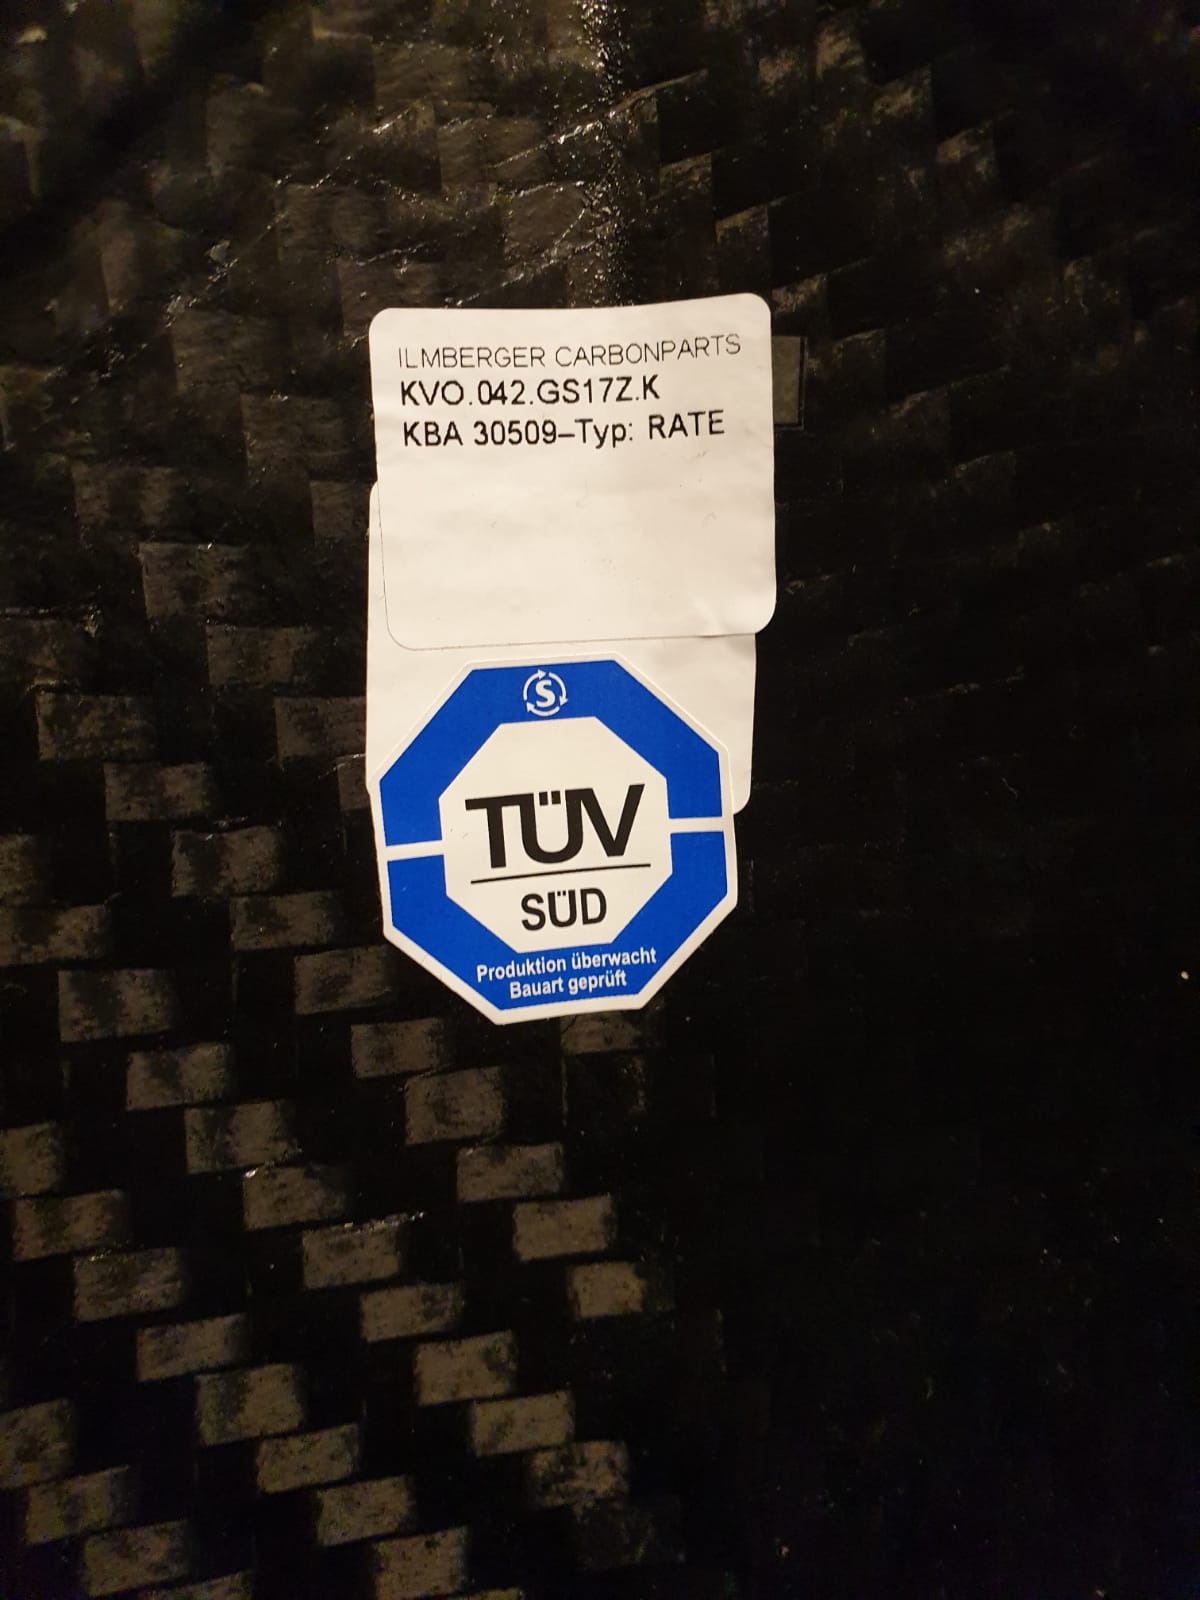 ILMBERGER CARBONPARTS
KVO.042.GS17Z.K
KBA 30509–Typ: RATE
S
TÜV
SÜD
Produktion überwacht
Bauart geprüft